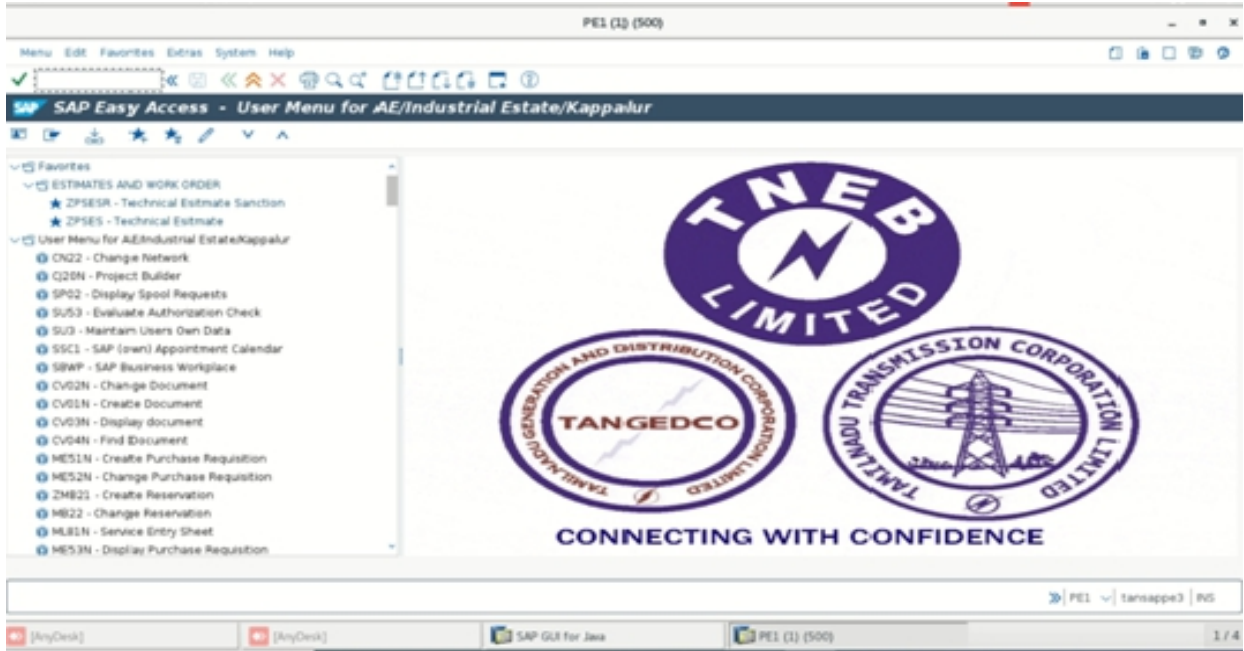 PE1 (1) (500)
Menu Edit Favorites Extras System Help
SAP SAP Easy Access - User Menu for AE/Industrial Estate/Kappalur
Favorites
ESTIMATES AND WORK ORDER
ZPSESR - Technical Esitmate Sanction
ZPSES - Technical Esitmate
User Menu for AE/Industrial Estate/Kappalur
CN22 - Change Network
CJ20N - Project Builder
SP02 - Display Spool Requests
SU53 - Evaluate Authorization Check
SU3 - Maintain Users Own Data
SSC1 - SAP (own) Appointment Calendar
SBWP - SAP Business Workplace
CV02N - Change Document
CV01N - Create Document
CV03N - Display document
CV04N - Find Document
ME51N - Create Purchase Requisition
ME52N - Change Purchase Requisition
ZMB21 - Create Reservation
MB22 - Change Reservation
ML81N - Service Entry Sheet
ME53N - Display Purchase Requisition
TNEB
LIMITED
TAMILNADU GENERATION AND DISTRIBUTION CORPORATION LIMITED
TANGEDCO
TAMILNADU TRANSMISSION CORPORATION LIMITED
CONNECTING WITH CONFIDENCE
PE1 tansappe3 INS
[AnyDesk] [AnyDesk] SAP GUI for Java PE1 (1) (500) 1 / 4